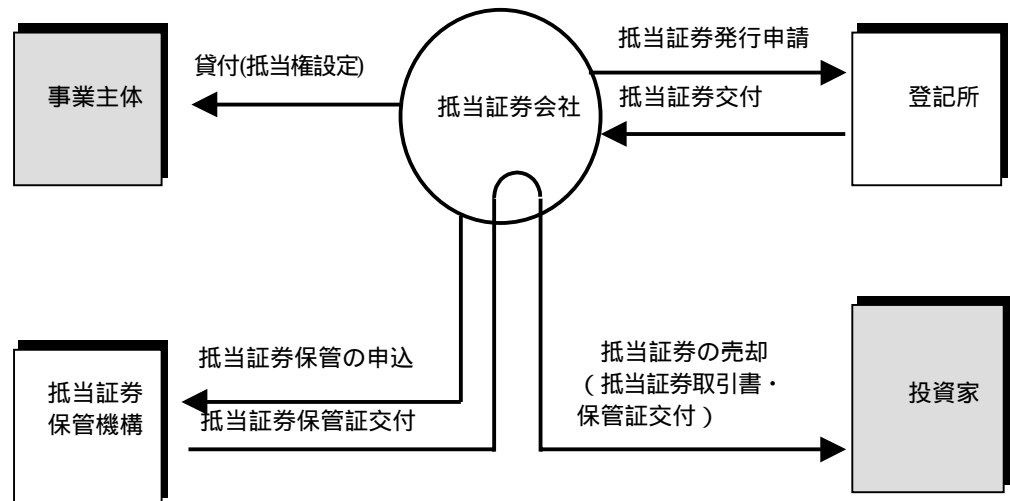 抵当証券発行申請
貸付(抵当権設定)
事業主体
抵当証券会社
抵当証券交付
登記所
抵当証券保管の申込
抵当証券の売却
(抵当証券取引書・
保管証交付)
抵当証券
保管機構
抵当証券保管証交付
投資家